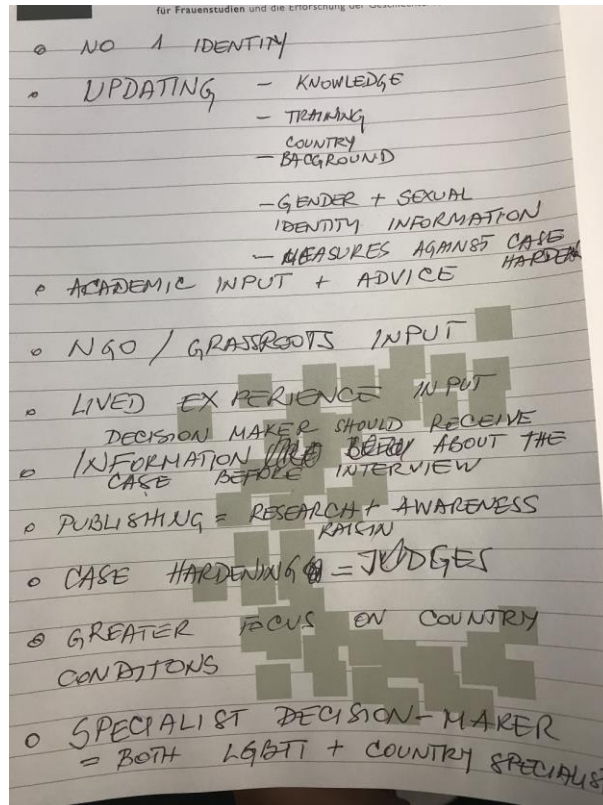 für Frauenstudien und die Erforschung der
NO 1 IDENTITY
UPDATING - KNOWLEDGE
- TRAINING
COUNTRY
- BACGROUND
- GENDER + SEXUAL
IDENTITY INFORMATION
- MEASURES AGAINST CASE
HARDEN
ACADEMIC INPUT + ADVICE
NGO / GRASSROOTS INPUT
LIVED EXPERIENCE INPUT
DECISION MAKER SHOULD RECEIVE
INFORMATION ABOUT THE
CASE BEFORE INTERVIEW
PUBLISHING = RESEARCH + AWARENESS
RAISIN
CASE HARDENING = JUDGES
GREATER FOCUS ON COUNTRY
CONDITIONS
SPECIALIST DECISION-MAKER
= BOTH LGBTI + COUNTRY SPECIALIS